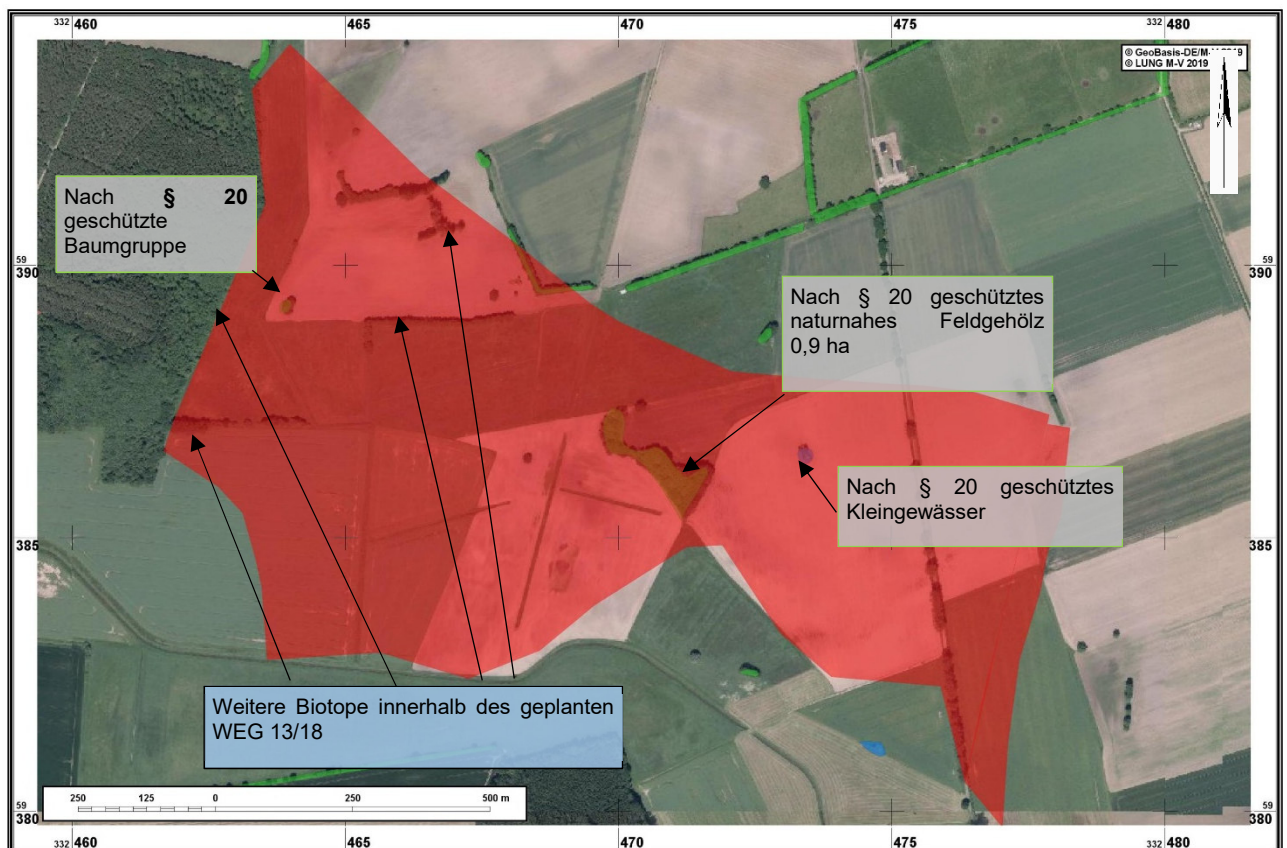 332 460 465 470 475 332 480
© GeoBasis-DE/M-V 2019
© LUNG M-V 2019
Nach § 20
geschützte
Baumgruppe
59
390
59
390
Nach § 20 geschütztes
naturnahes Feldgehölz
0,9 ha
Nach § 20 geschütztes
Kleingewässer
385
385
Weitere Biotope innerhalb des geplanten
WEG 13/18
250 125 0 250 500 m
59
380
59
380
332 460 465 470 475 332 480